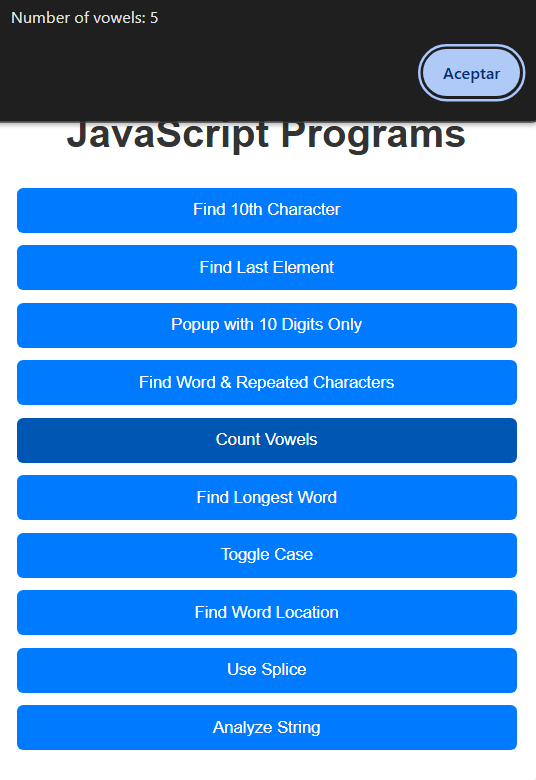 Number of vowels: 5
Aceptar
JavaScript Programs
Find 10th Character
Find Last Element
Popup with 10 Digits Only
Find Word & Repeated Characters
Count Vowels
Find Longest Word
Toggle Case
Find Word Location
Use Splice
Analyze String